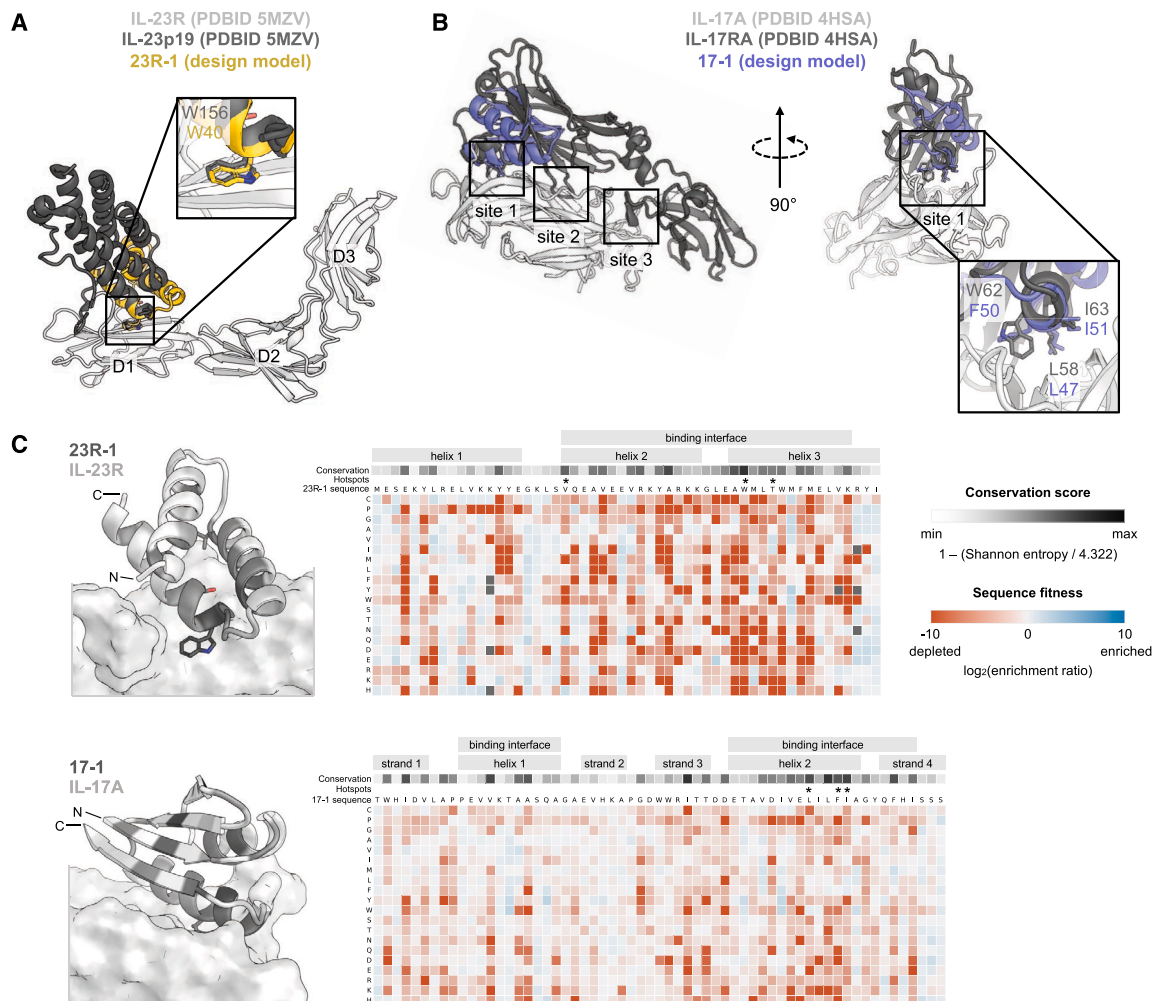 A
IL-23R (PDBID 5MZV)
IL-23p19 (PDBID 5MZV)
23R-1 (design model)
W156
W40
D3
D2
D1
B
IL-17A (PDBID 4HSA)
IL-17RA (PDBID 4HSA)
17-1 (design model)
site 1
site 2
site 3
90°
site 1
W62
F50
I63
I51
L58
L47
C
23R-1
IL-23R
C
N
binding interface
helix 1
helix 2
helix 3
Conservation
Hotspots
* * *
23R-1 sequence M E S E K Y L R E L V K K Y Y E G K L S V Q E A V E E V R K Y A R K K G L E A W M L T W M F M E L V K R Y I
C
P
G
A
V
I
M
L
F
Y
W
S
T
N
Q
D
E
R
K
H
Conservation score
min max
1 – (Shannon entropy / 4.322)
Sequence fitness
-10 0 10
depleted enriched
log2(enrichment ratio)
17-1
IL-17A
N
C
binding interface
binding interface
strand 1
helix 1
strand 2
strand 3
helix 2
strand 4
Conservation
Hotspots
* * *
17-1 sequence T W H I D V L A P P E V V K T A A S Q A G A E V H K A P G D W W R I T T D D E T A V D I V E L I L F I A G Y Q F H I S S S
C
P
G
A
V
I
M
L
F
Y
W
S
T
N
Q
D
E
R
K
H